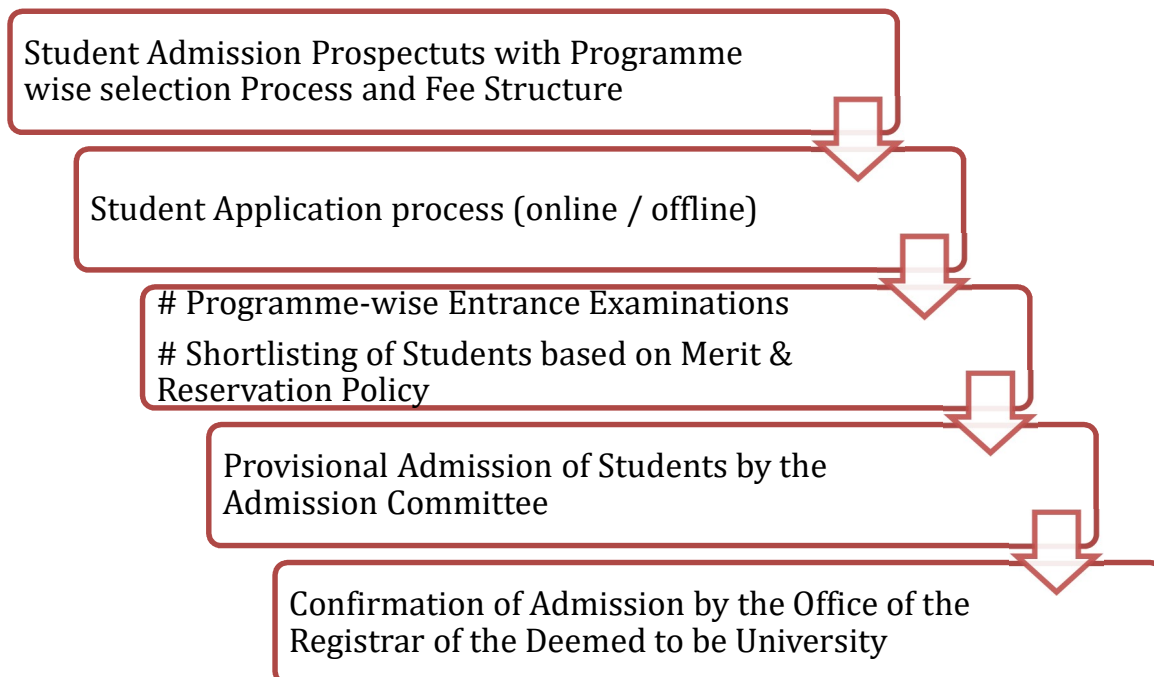 Student Admission Prospectuts with Programme
wise selection Process and Fee Structure
Student Application process (online / offline)
# Programme-wise Entrance Examinations
# Shortlisting of Students based on Merit &
Reservation Policy
Provisional Admission of Students by the
Admission Committee
Confirmation of Admission by the Office of the
Registrar of the Deemed to be University